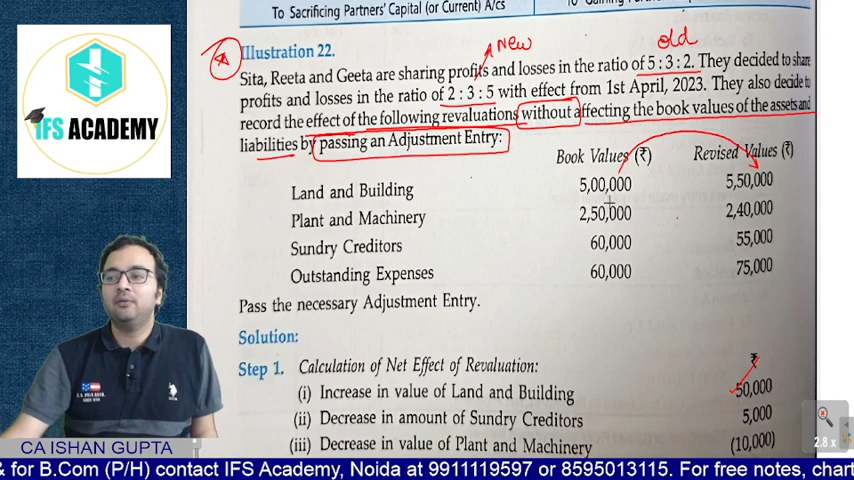 To Sacrificing Partners' Capital (or Current) A/cs
IFS ACADEMY
New
old
Illustration 22.
Sita, Reeta and Geeta are sharing profits and losses in the ratio of 5 : 3 : 2. They decided to share
profits and losses in the ratio of 2 : 3 : 5 with effect from 1st April, 2023. They also decide to
record the effect of the following revaluations without affecting the book values of the assets and
liabilities by passing an Adjustment Entry:
Book Values (₹) Revised Values (₹)
Land and Building 5,00,000 5,50,000
Plant and Machinery 2,50,000 2,40,000
Sundry Creditors 60,000 55,000
Outstanding Expenses 60,000 75,000
Pass the necessary Adjustment Entry.
Solution:
₹
Step 1. Calculation of Net Effect of Revaluation:
(i) Increase in value of Land and Building 50,000
(ii) Decrease in amount of Sundry Creditors 5,000
(iii) Decrease in value of Plant and Machinery (10,000)
2.8 x
CA ISHAN GUPTA
& for B.Com (P/H) contact IFS Academy, Noida at 9911119597 or 8595013115. For free notes, chart